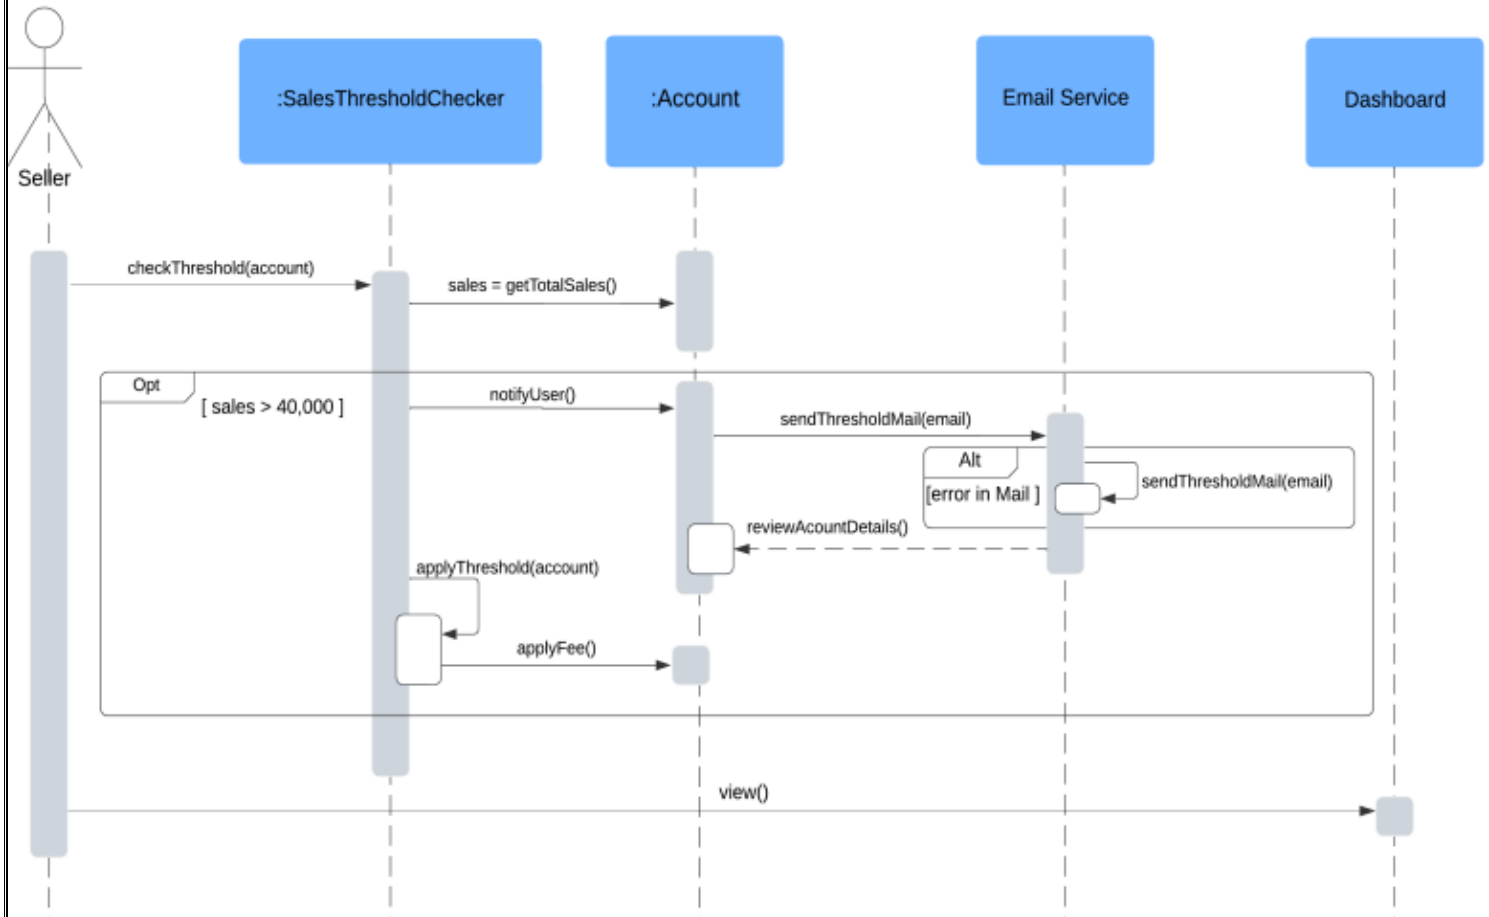 :SalesThresholdChecker
:Account
Email Service
Dashboard
Seller
checkThreshold(account)
sales = getTotalSales()
Opt
[ sales > 40,000 ]
notifyUser()
sendThresholdMail(email)
Alt
[error in Mail ]
sendThresholdMail(email)
reviewAcountDetails()
applyThreshold(account)
applyFee()
view()